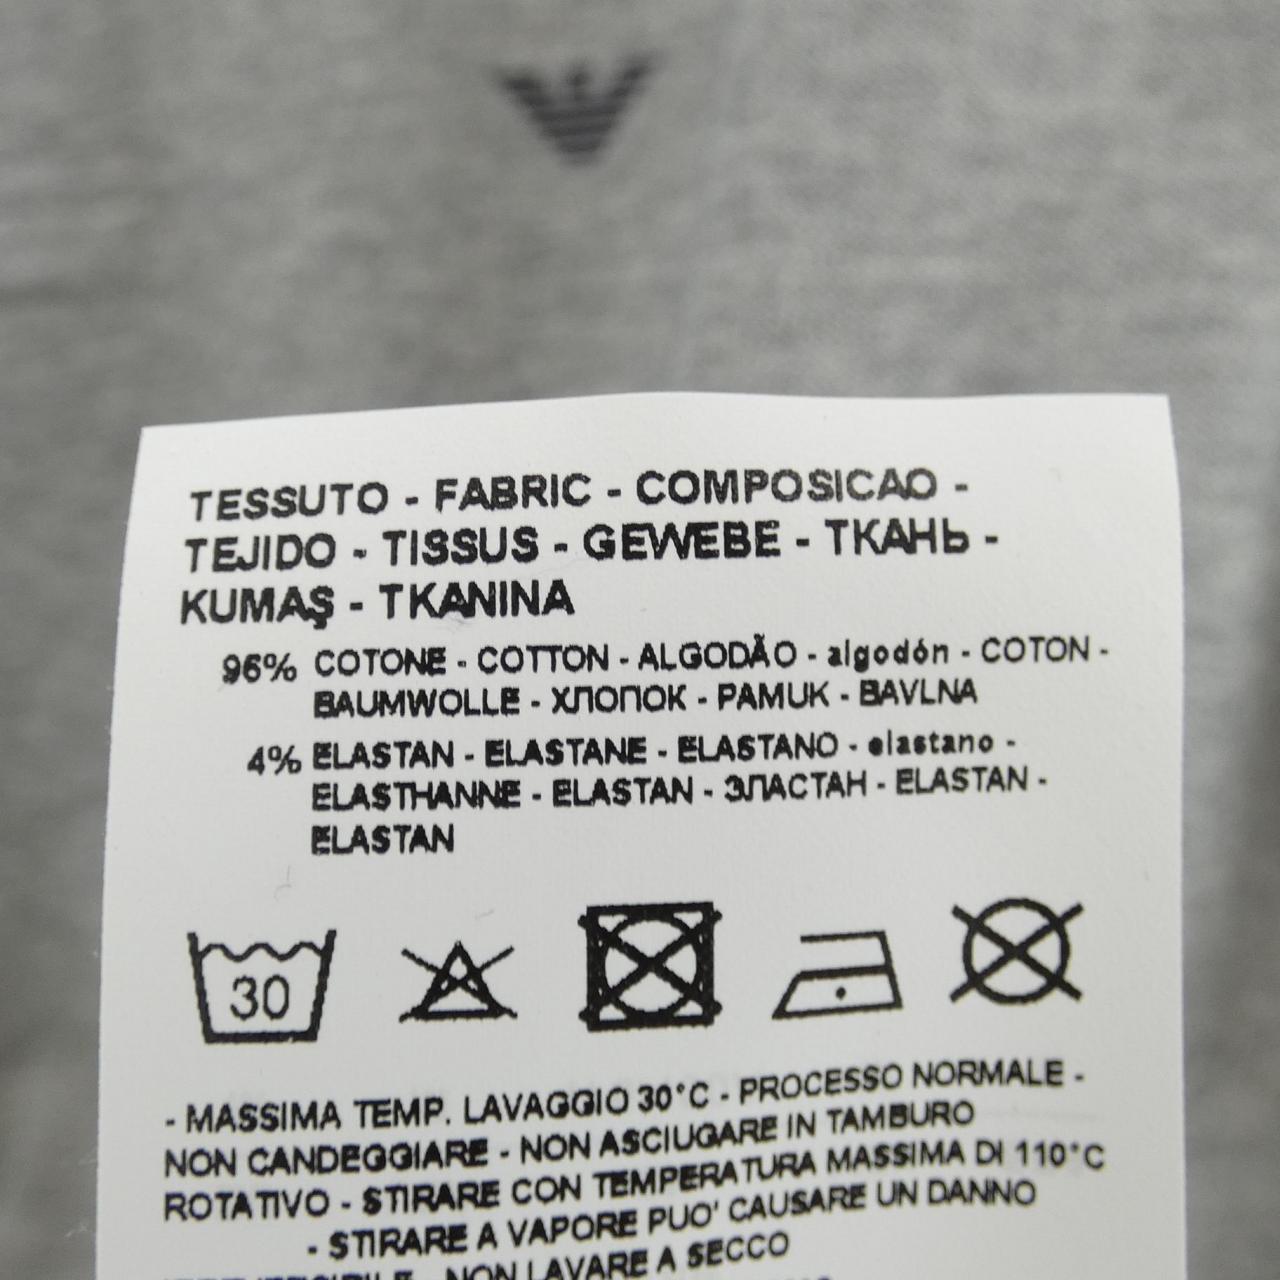 TESSUTO - FABRIC - COMPOSICAO -
TEJIDO - TISSUS - GEWEBE - ТКАНЬ -
KUMAŞ - TKANINA
96% COTONE - COTTON - ALGODÃO - algodón - COTON -
BAUMWOLLE - ХЛОПОК - PAMUK - BAVLNA
4% ELASTAN - ELASTANE - ELASTANO - elastano -
ELASTHANNE - ELASTAN - ЭЛАСТАН - ELASTAN -
ELASTAN
30
- MASSIMA TEMP. LAVAGGIO 30°C - PROCESSO NORMALE -
NON CANDEGGIARE - NON ASCIUGARE IN TAMBURO
ROTATIVO - STIRARE CON TEMPERATURA MASSIMA DI 110°C
- STIRARE A VAPORE PUO' CAUSARE UN DANNO
- NON LAVARE A SECCO